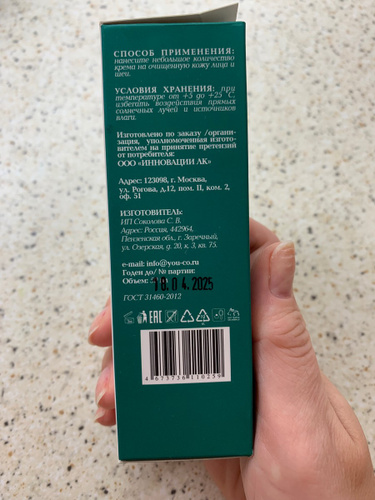 СПОСОБ ПРИМЕНЕНИЯ:
нанесите небольшое количество
крема на очищенную кожу лица и
шеи.
УСЛОВИЯ ХРАНЕНИЯ: при
температуре от +5 до +25 С,
избегать воздействия прямых
солнечных лучей и источников
влаги.
Изготовлено по заказу /органи-
зация, уполномоченная изгото-
вителем на принятие претензий
от потребителя:
ООО «ИННОВАЦИИ ЛК»
Адрес: 123098, г. Москва,
ул. Рогова, д.12, пом. II, ком. 2,
оф. 51
ИЗГОТОВИТЕЛЬ:
ИП Соколова С. В.
Адрес: Россия, 442964,
Пензенская обл., г. Заречный,
ул. Озерская, д. 20, к. 3, кв. 75.
e-mail: info@you-co.ru
Годен до/ № партии:
Объем: 18.04.2025
ГОСТ 31460-2012
EAC
4673738110259